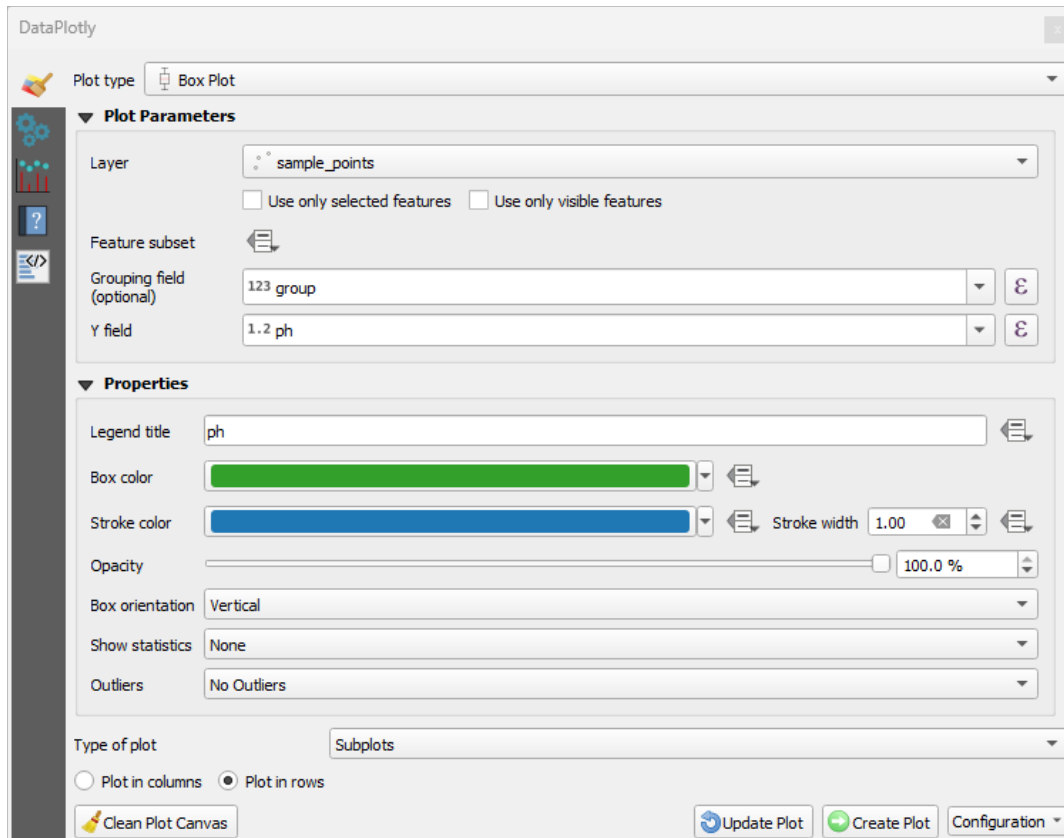 DataPlotly
x
Plot type Box Plot
Plot Parameters
Layer sample_points
Use only selected features Use only visible features
Feature subset
Grouping field (optional) 123 group
Y field 1.2 ph
Properties
Legend title ph
Box color
Stroke color Stroke width 1.00
Opacity 100.0 %
Box orientation Vertical
Show statistics None
Outliers No Outliers
Type of plot Subplots
Plot in columns Plot in rows
Clean Plot Canvas Update Plot Create Plot Configuration